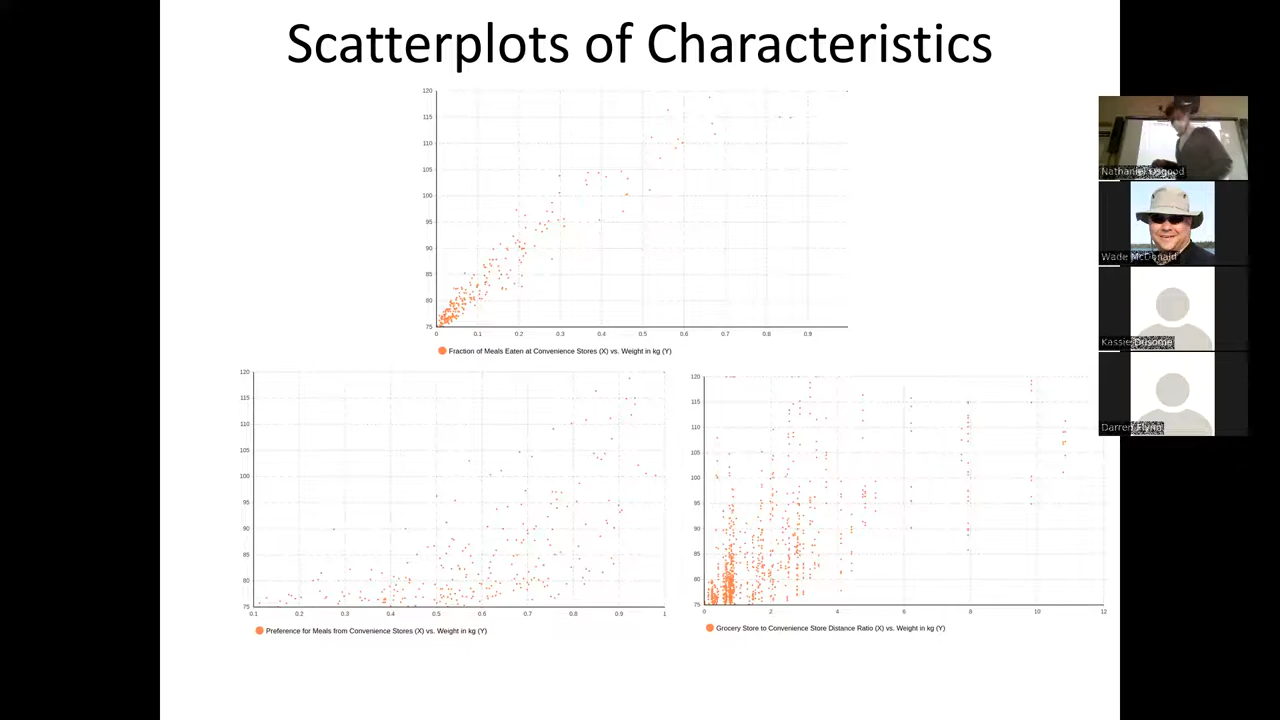 Scatterplots of Characteristics
120
115
110
105
100
95
90
85
80
75
0 0.1 0.2 0.3 0.4 0.5 0.6 0.7 0.8 0.9
Fraction of Meals Eaten at Convenience Stores (X) vs. Weight in kg (Y)
120
115
110
105
100
95
90
85
80
75
0.1 0.2 0.3 0.4 0.5 0.6 0.7 0.8 0.9 1
Preference for Meals from Convenience Stores (X) vs. Weight in kg (Y)
120
115
110
105
100
95
90
85
80
75
0 2 4 6 8 10 12
Grocery Store to Convenience Store Distance Ratio (X) vs. Weight in kg (Y)
Nathaniel Osgood
Wade McDonald
Kassie
Darren